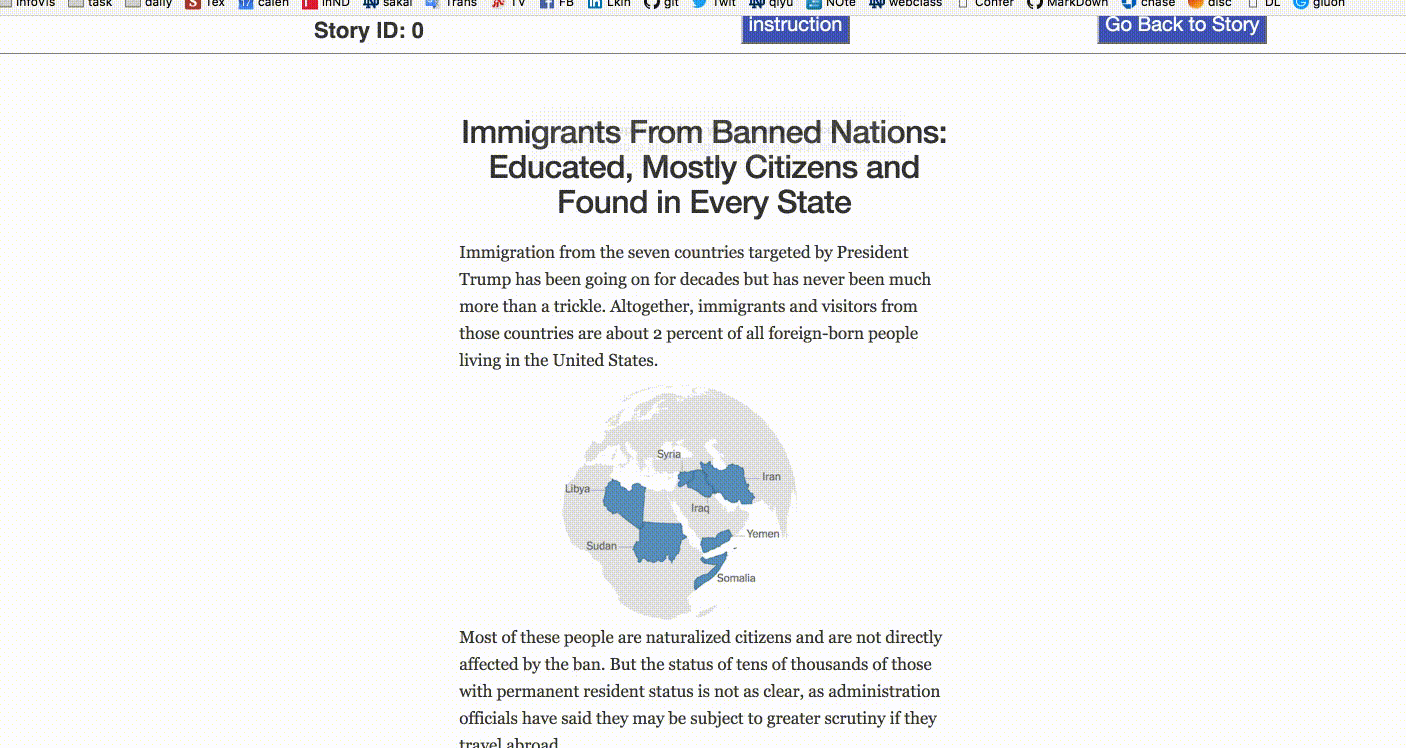 InfoVis task daily Tex calen InND sakai Trans TV FB Lkin git Twit qiyu NOte webclass Confer MarkDown chase disc DL gluon
Story ID: 0 instruction Go Back to Story
Immigrants From Banned Nations:
Educated, Mostly Citizens and
Found in Every State
Immigration from the seven countries targeted by President
Trump has been going on for decades but has never been much
more than a trickle. Altogether, immigrants and visitors from
those countries are about 2 percent of all foreign-born people
living in the United States.
Syria
Iran
Libya
Iraq
Yemen
Sudan
Somalia
Most of these people are naturalized citizens and are not directly
affected by the ban. But the status of tens of thousands of those
with permanent resident status is not as clear, as administration
officials have said they may be subject to greater scrutiny if they
travel abroad